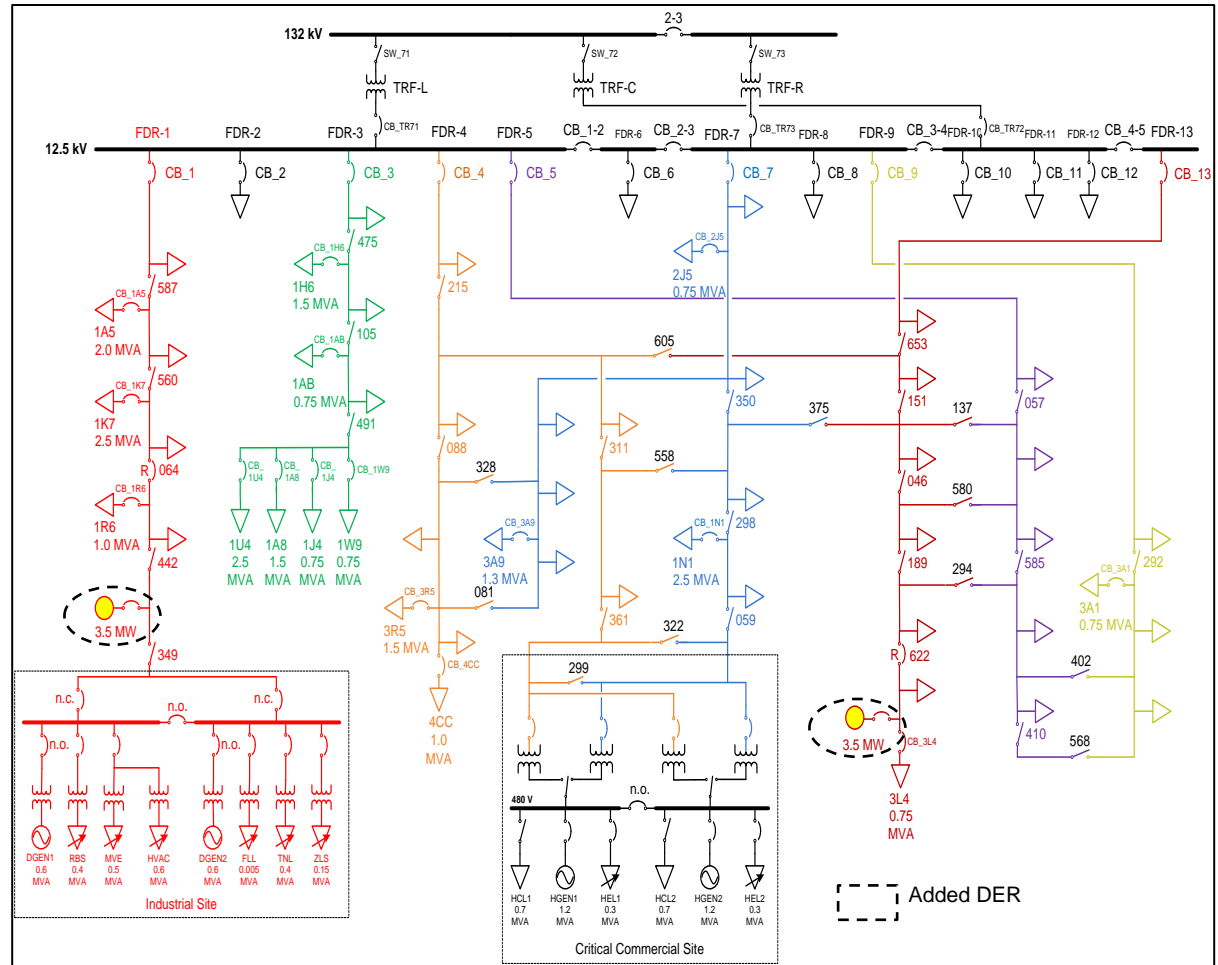 2-3
132 kV
SW_71
SW_72
SW_73
TRF-L
TRF-C
TRF-R
FDR-1
FDR-2
FDR-3
CB_TR71
FDR-4
FDR-5
CB_1-2
FDR-6
CB_2-3
FDR-7
CB_TR73
FDR-8
FDR-9
CB_3-4
FDR-10
CB_TR72
FDR-11
FDR-12
CB_4-5
FDR-13
12.5 kV
CB_1
CB_2
CB_3
CB_4
CB_5
CB_6
CB_7
CB_8
CB_9
CB_10
CB_11
CB_12
CB_13
475
CB_1H6
1H6
1.5 MVA
CB_2J5
2J5
0.75 MVA
215
587
CB_1A5
1A5
2.0 MVA
105
CB_1AB
1AB
0.75 MVA
605
653
560
CB_1K7
1K7
2.5 MVA
491
350
151
057
375
137
R 064
CB_
1U4
CB_
1A8
CB_
1J4
CB_1W9
088
311
328
558
046
580
CB_1R6
1R6
1.0 MVA
1U4
2.5
MVA
1A8
1.5
MVA
1J4
0.75
MVA
1W9
0.75
MVA
CB_3A9
3A9
1.3 MVA
CB_1N1
298
1N1
2.5 MVA
442
189
294
585
292
CB_3A1
3A1
0.75 MVA
3.5 MW
CB_3R5
3R5
1.5 MVA
081
361
059
322
349
CB_4CC
4CC
1.0
MVA
299
R 622
402
3.5 MW
CB_3L4
3L4
0.75
MVA
410
568
n.c.
n.o.
n.c.
n.o.
n.o.
DGEN1
0.6
MVA
RBS
0.4
MVA
MVE
0.5
MVA
HVAC
0.6
MVA
DGEN2
0.6
MVA
FLL
0.005
MVA
TNL
0.4
MVA
ZLS
0.15
MVA
Industrial Site
480 V
n.o.
HCL1
0.7
MVA
HGEN1
1.2
MVA
HEL1
0.3
MVA
HCL2
0.7
MVA
HGEN2
1.2
MVA
HEL2
0.3
MVA
Critical Commercial Site
Added DER